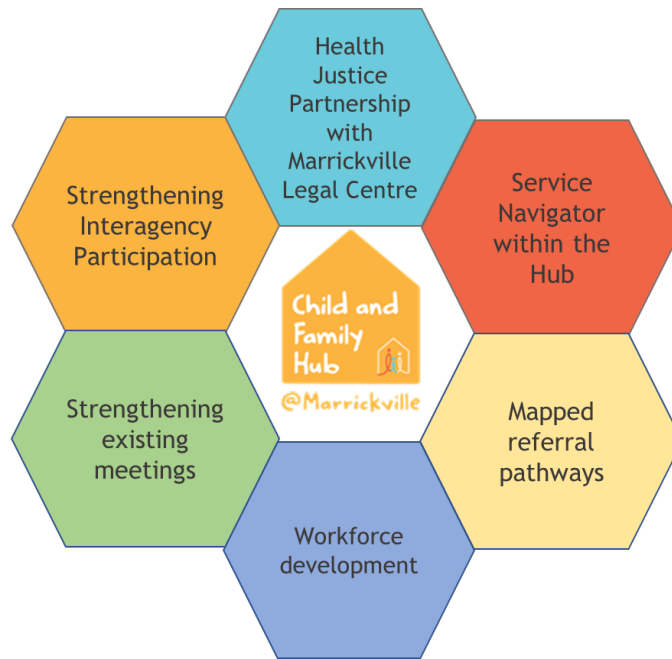 Health
Justice
Partnership
with
Marrickville
Legal Centre
Service
Navigator
within the
Hub
Mapped
referral
pathways
Workforce
development
Strengthening
existing
meetings
Strengthening
Interagency
Participation
Child and
Family
Hub
@Marrickville